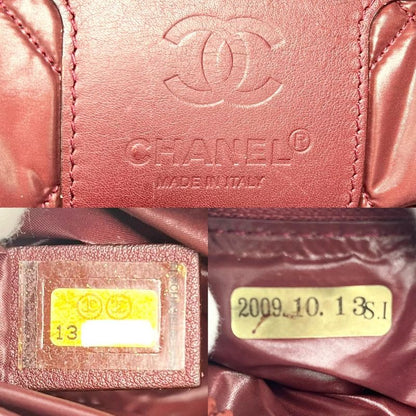 CHANEL®
MADE IN ITALY
13
2009.10.13 S.I